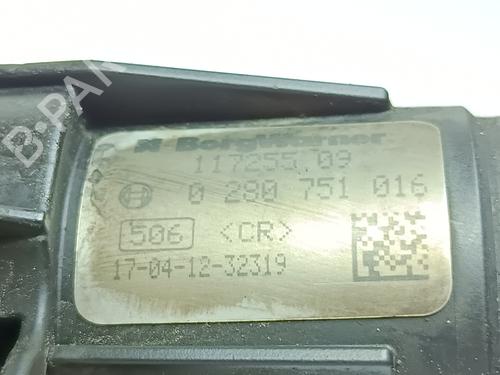 BorgWarner
117255 09
0 280 751 016
506 <CR>
17-04-12-32319
B-PAR